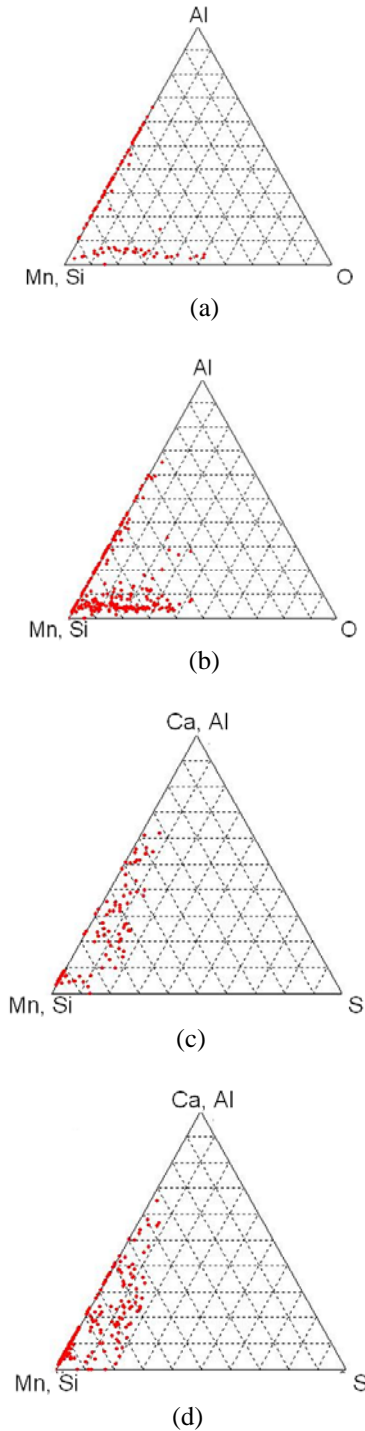 Al
Mn, Si O
(a)
Al
Mn, Si O
(b)
Ca, Al
Mn, Si S
(c)
Ca, Al
Mn, Si S
(d)